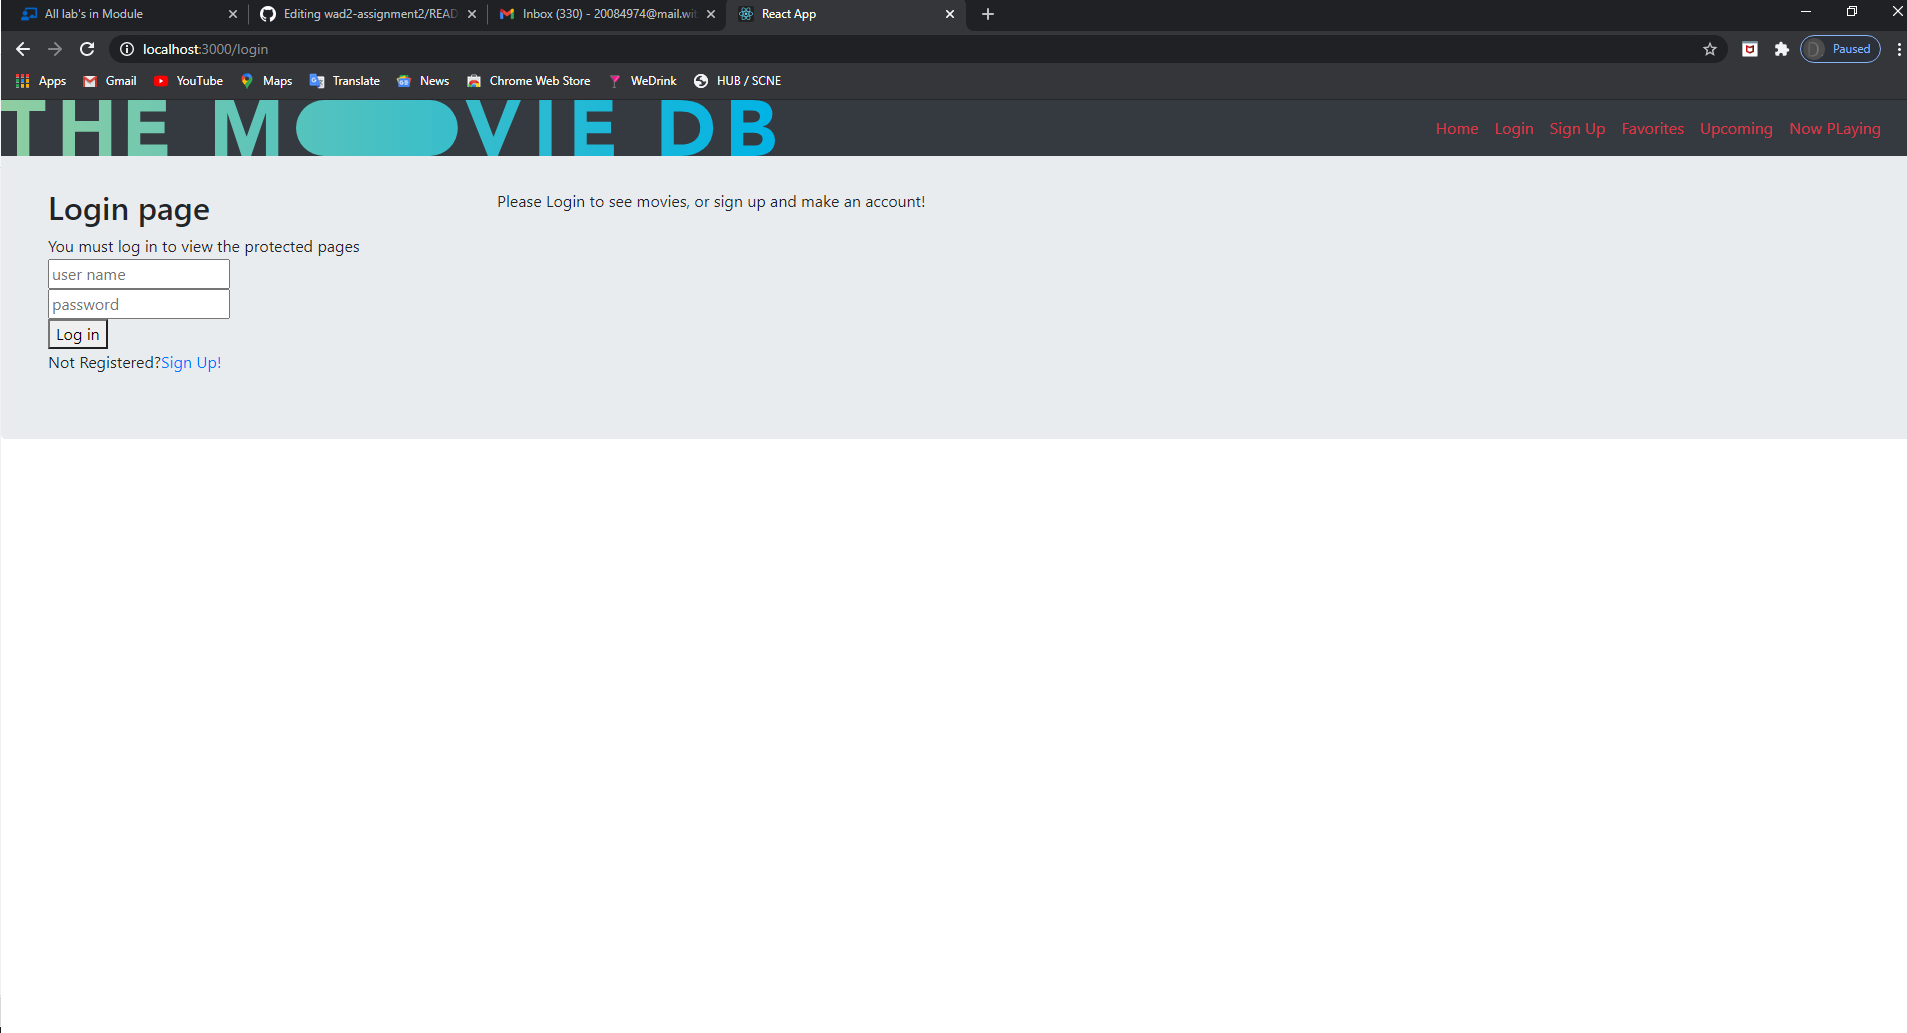 All lab's in Module
Editing wad2-assignment2/READ
Inbox (330) - 20084974@mail.wit
React App
localhost:3000/login
D Paused
Apps Gmail YouTube Maps Translate News Chrome Web Store WeDrink HUB / SCNE
THE MOVIE DB
Home Login Sign Up Favorites Upcoming Now PLaying
Login page
Please Login to see movies, or sign up and make an account!
You must log in to view the protected pages
user name
password
Log in
Not Registered?Sign Up!